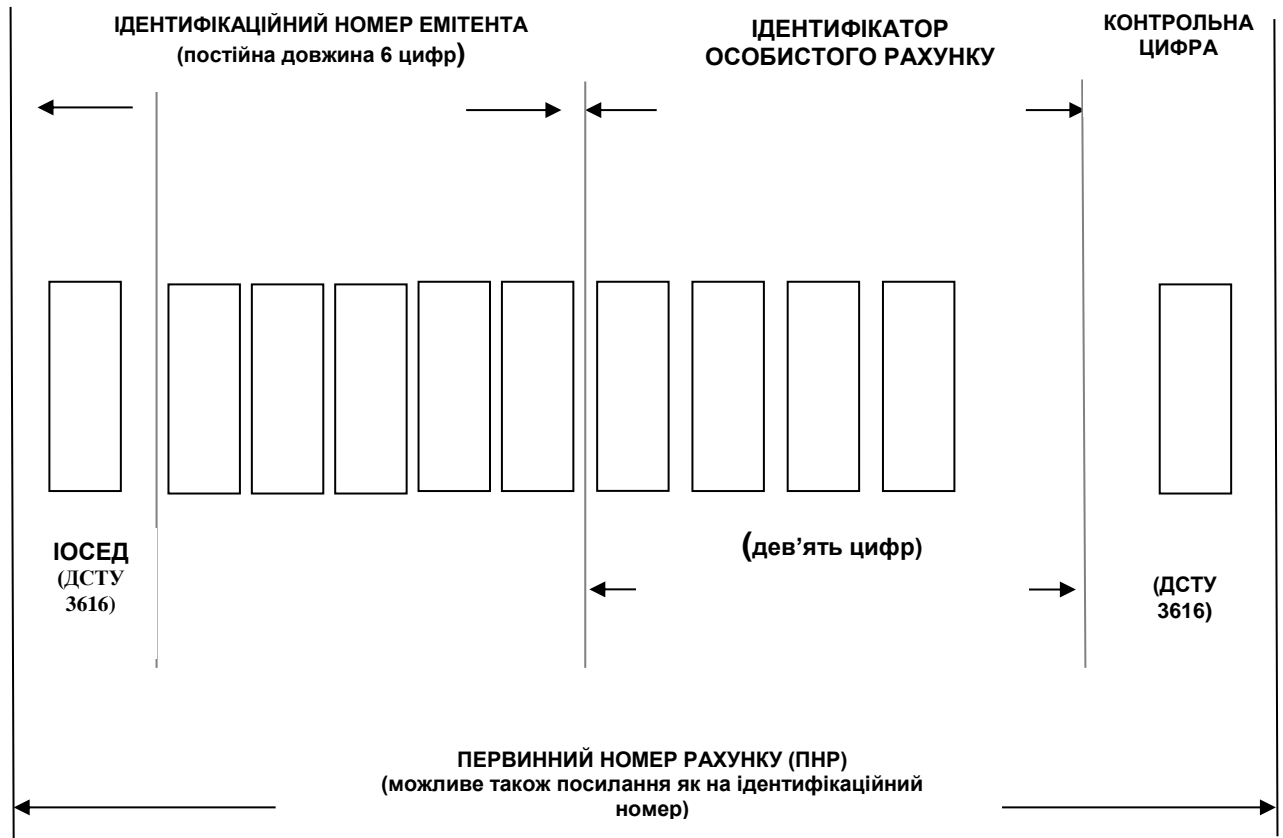 ІДЕНТИФІКАЦІЙНИЙ НОМЕР ЕМІТЕНТА
(постійна довжина 6 цифр)
ІДЕНТИФІКАТОР
ОСОБИСТОГО РАХУНКУ
КОНТРОЛЬНА
ЦИФРА
ІОСЕД
(ДСТУ
3616)
(дев’ять цифр)
(ДСТУ
3616)
ПЕРВИННИЙ НОМЕР РАХУНКУ (ПНР)
(можливе також посилання як на ідентифікаційний
номер)